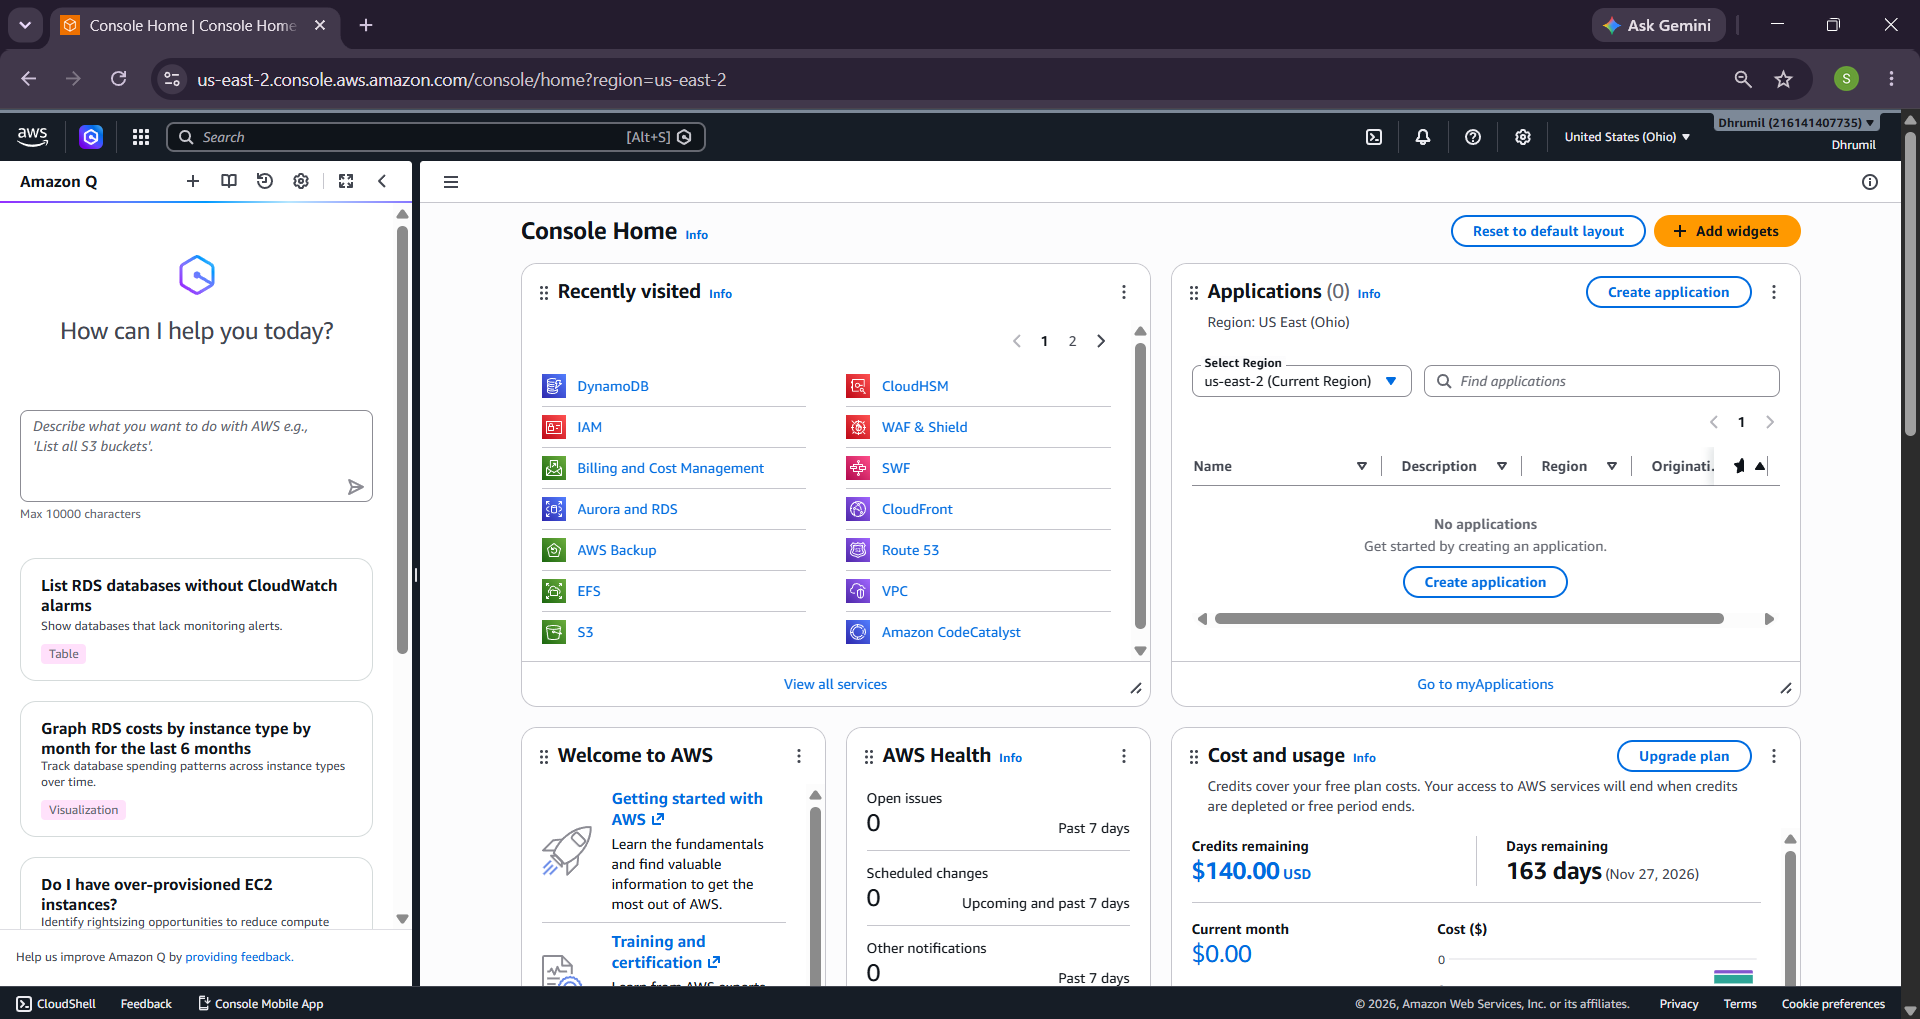 Console Home | Console Home
Ask Gemini
us-east-2.console.aws.amazon.com/console/home?region=us-east-2
S
aws
Search
[Alt+S]
United States (Ohio)
Dhrumil (216141407735)
Dhrumil
Amazon Q
How can I help you today?
Describe what you want to do with AWS e.g.,
'List all S3 buckets'.
Max 10000 characters
List RDS databases without CloudWatch
alarms
Show databases that lack monitoring alerts.
Table
Graph RDS costs by instance type by
month for the last 6 months
Track database spending patterns across instance types
over time.
Visualization
Do I have over-provisioned EC2
instances?
Identify rightsizing opportunities to reduce compute
Help us improve Amazon Q by providing feedback.
Console Home Info
Reset to default layout
Add widgets
Recently visited Info
1 2
DynamoDB
CloudHSM
IAM
WAF & Shield
Billing and Cost Management
SWF
Aurora and RDS
CloudFront
AWS Backup
Route 53
EFS
VPC
S3
Amazon CodeCatalyst
View all services
Applications (0) Info
Create application
Region: US East (Ohio)
Select Region
us-east-2 (Current Region)
Find applications
1
Name Description Region Originati.
No applications
Get started by creating an application.
Create application
Go to myApplications
Welcome to AWS
Getting started with
AWS
Learn the fundamentals
and find valuable
information to get the
most out of AWS.
Training and
certification
Learn from AWS experts
AWS Health Info
Open issues
0
Past 7 days
Scheduled changes
0
Upcoming and past 7 days
Other notifications
0
Past 7 days
Cost and usage Info
Upgrade plan
Credits cover your free plan costs. Your access to AWS services will end when credits
are depleted or free period ends.
Credits remaining
$140.00 USD
Days remaining
163 days (Nov 27, 2026)
Current month
$0.00
Cost ($)
0
CloudShell
Feedback
Console Mobile App
© 2026, Amazon Web Services, Inc. or its affiliates.
Privacy
Terms
Cookie preferences